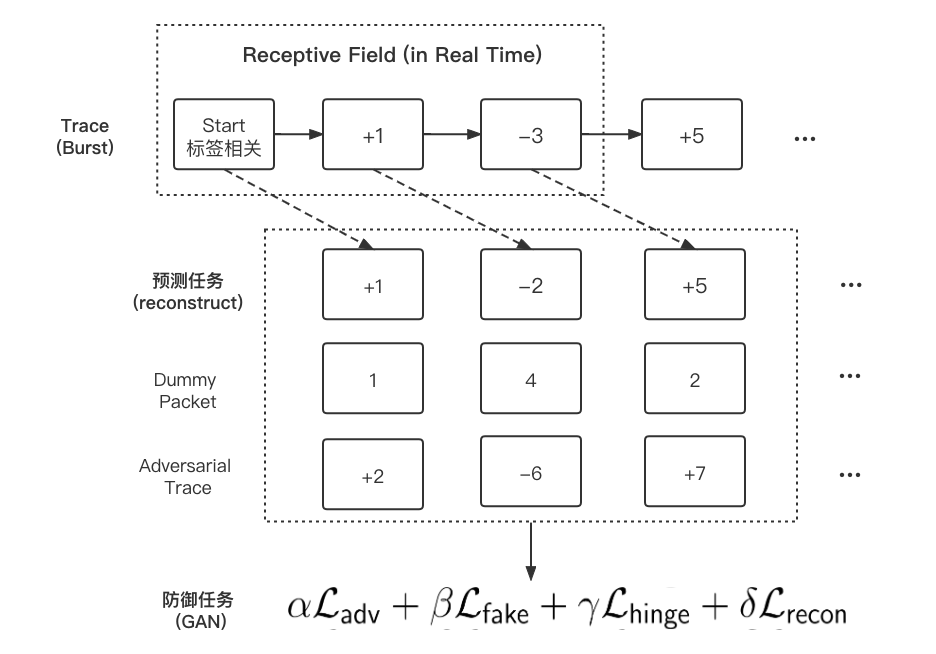 Receptive Field (in Real Time)
Trace
(Burst)
Start
标签相关
+1
−3
+5
...
预测任务
(reconstruct)
+1
−2
+5
...
Dummy
Packet
1
4
2
...
Adversarial
Trace
+2
−6
+7
...
防御任务
(GAN)
αℒadv + βℒfake + γℒhinge + δℒrecon